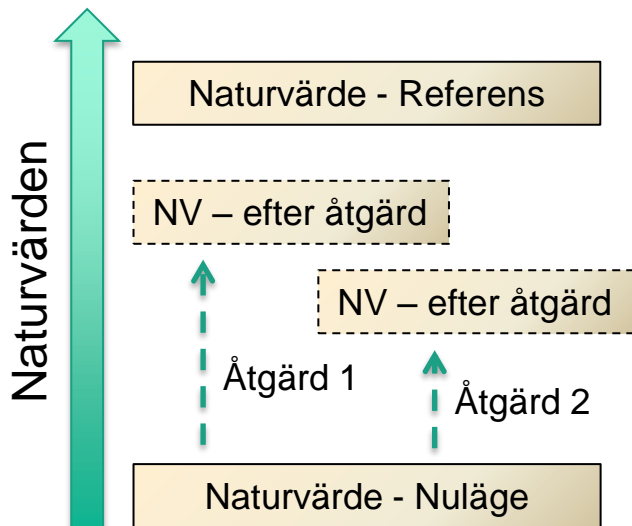 Naturvärden
Naturvärde - Referens
NV – efter åtgärd
NV – efter åtgärd
Åtgärd 1
Åtgärd 2
Naturvärde - Nuläge